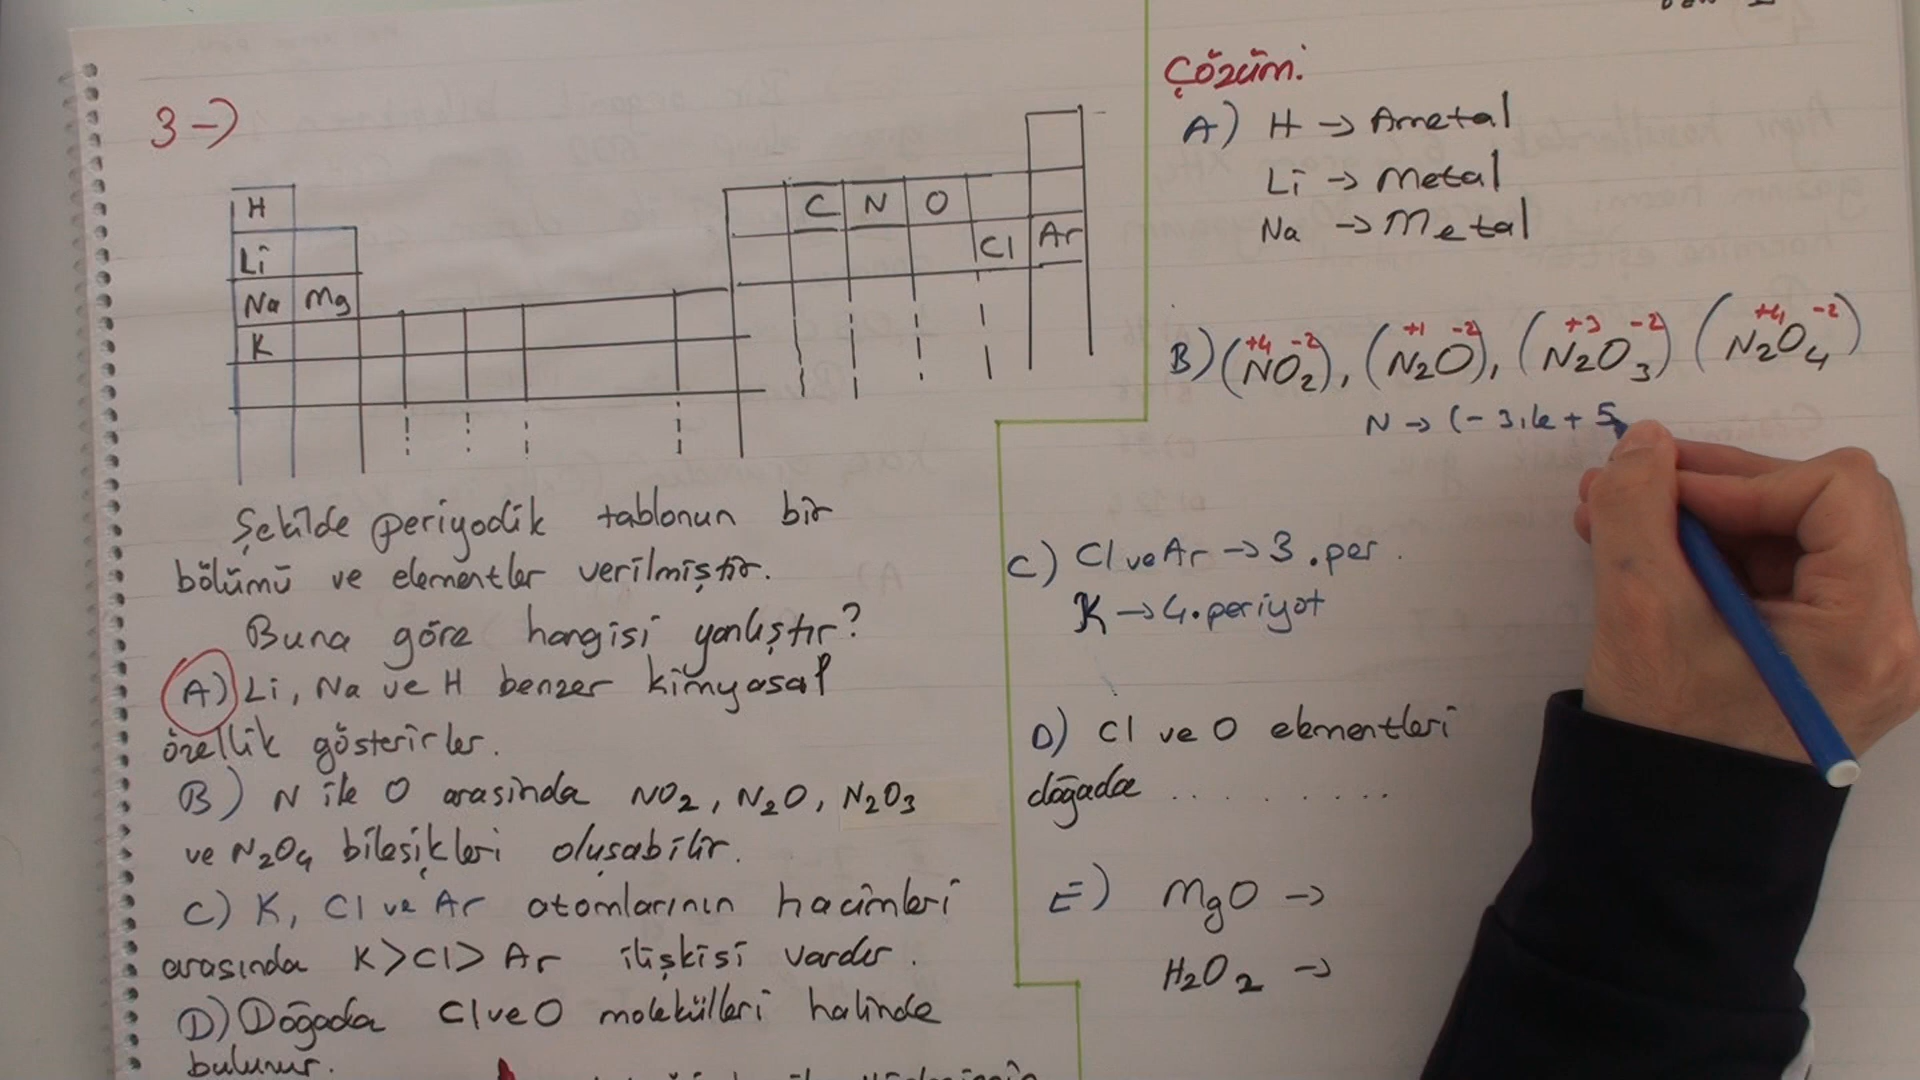 3-)
H
Li
Na Mg
K
C N O
Cl Ar
Şekilde periyodik tablonun bir
bölümü ve elementler verilmiştir.
Buna göre hangisi yanlıştır?
A) Li, Na ve H benzer kimyasal
özellik gösterirler.
B) N ile O arasında NO2, N2O, N2O3
ve N2O4 bileşikleri oluşabilir.
C) K, Cl ve Ar atomlarının hacimleri
arasında K>Cl> Ar ilişkisi vardır.
D) Doğada Cl ve O molekülleri halinde
bulunur.
Çözüm:
A) H → Ametal
Li → Metal
Na → Metal
+4 -2 +1 -2 +3 -2 +4 -2
B) (NO2), (N2O), (N2O3) (N2O4)
N → (-3 ile +5
C) Cl ve Ar → 3.per.
K → 4.periyot
D) Cl ve O elementleri
doğada .........
E) MgO →
H2O2 →